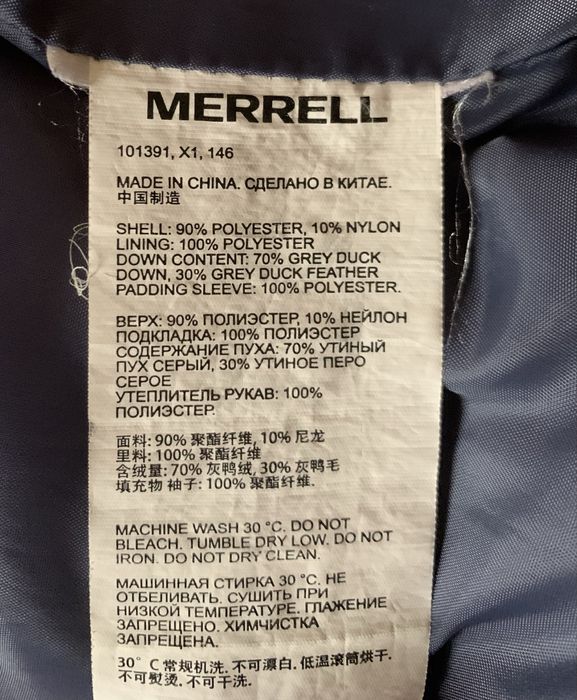 MERRELL
101391, X1, 146
MADE IN CHINA. СДЕЛАНО В КИТАЕ.
中国制造
SHELL: 90% POLYESTER, 10% NYLON
LINING: 100% POLYESTER
DOWN CONTENT: 70% GREY DUCK
DOWN, 30% GREY DUCK FEATHER
PADDING SLEEVE: 100% POLYESTER.
ВЕРХ: 90% ПОЛИЭСТЕР, 10% НЕЙЛОН
ПОДКЛАДКА: 100% ПОЛИЭСТЕР
СОДЕРЖАНИЕ ПУХА: 70% УТИНЫЙ
ПУХ СЕРЫЙ, 30% УТИНОЕ ПЕРО
СЕРОЕ
УТЕПЛИТЕЛЬ РУКАВ: 100%
ПОЛИЭСТЕР.
面料: 90% 聚酯纤维, 10% 尼龙
里料: 100% 聚酯纤维
含绒量: 70% 灰鸭绒, 30% 灰鸭毛
填充物 袖子: 100% 聚酯纤维.
MACHINE WASH 30 °C. DO NOT
BLEACH. TUMBLE DRY LOW. DO NOT
IRON. DO NOT DRY CLEAN.
МАШИННАЯ СТИРКА 30 °C. НЕ
ОТБЕЛИВАТЬ. СУШИТЬ ПРИ
НИЗКОЙ ТЕМПЕРАТУРЕ. ГЛАЖЕНИЕ
ЗАПРЕЩЕНО. ХИМЧИСТКА
ЗАПРЕЩЕНА.
30° C 常规机洗. 不可漂白. 低温滚筒烘干.
不可熨烫. 不可干洗.